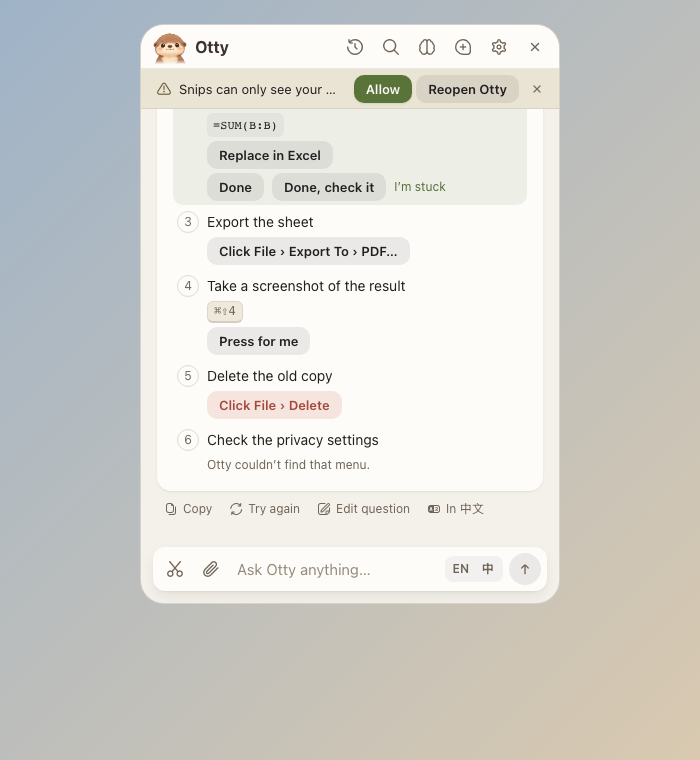 Otty
Snips can only see your ...
Allow
Reopen Otty
=SUM(B:B)
Replace in Excel
Done
Done, check it
I'm stuck
3 Export the sheet
Click File › Export To › PDF...
4 Take a screenshot of the result
⌘⇧4
Press for me
5 Delete the old copy
Click File › Delete
6 Check the privacy settings
Otty couldn't find that menu.
Copy
Try again
Edit question
In 中文
Ask Otty anything...
EN 中